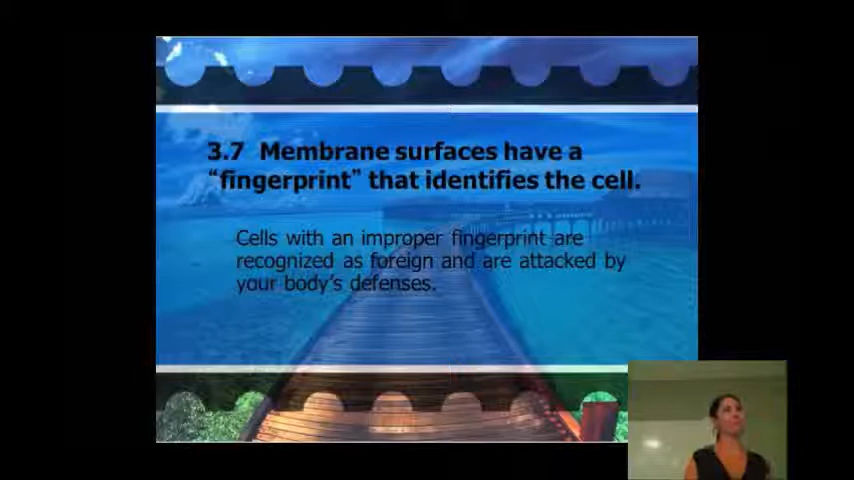 3.7 Membrane surfaces have a
“fingerprint” that identifies the cell.
Cells with an improper fingerprint are
recognized as foreign and are attacked by
your body’s defenses.